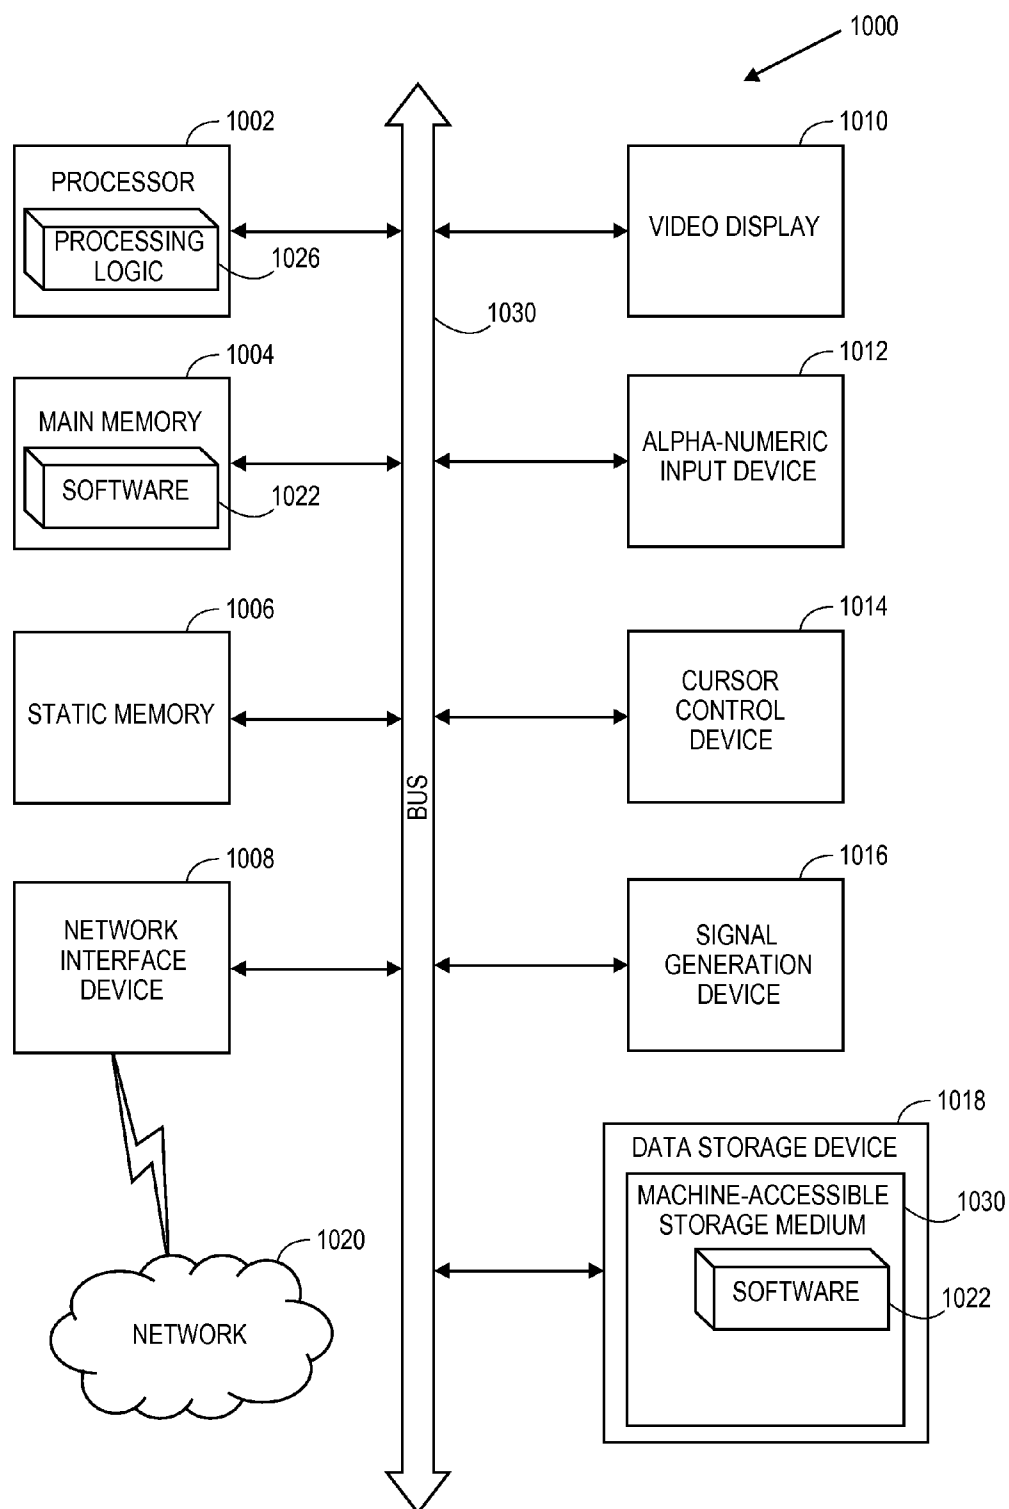 1000
1002
PROCESSOR
PROCESSING
LOGIC
1026
1010
VIDEO DISPLAY
1030
1004
MAIN MEMORY
SOFTWARE
1022
1012
ALPHA-NUMERIC
INPUT DEVICE
1006
STATIC MEMORY
1014
CURSOR
CONTROL
DEVICE
BUS
1008
NETWORK
INTERFACE
DEVICE
1016
SIGNAL
GENERATION
DEVICE
1018
DATA STORAGE DEVICE
MACHINE-ACCESSIBLE
STORAGE MEDIUM
1030
SOFTWARE
1022
1020
NETWORK